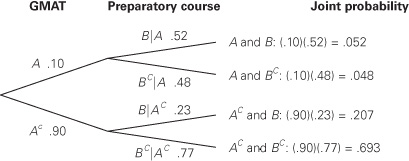 GMAT Preparatory course Joint probability
B|A .52
A and B: (.10)(.52) = .052
A .10
B^C|A .48
A and B^C: (.10)(.48) = .048
B|A^C .23
A^C and B: (.90)(.23) = .207
A^C .90
B^C|A^C .77
A^C and B^C: (.90)(.77) = .693